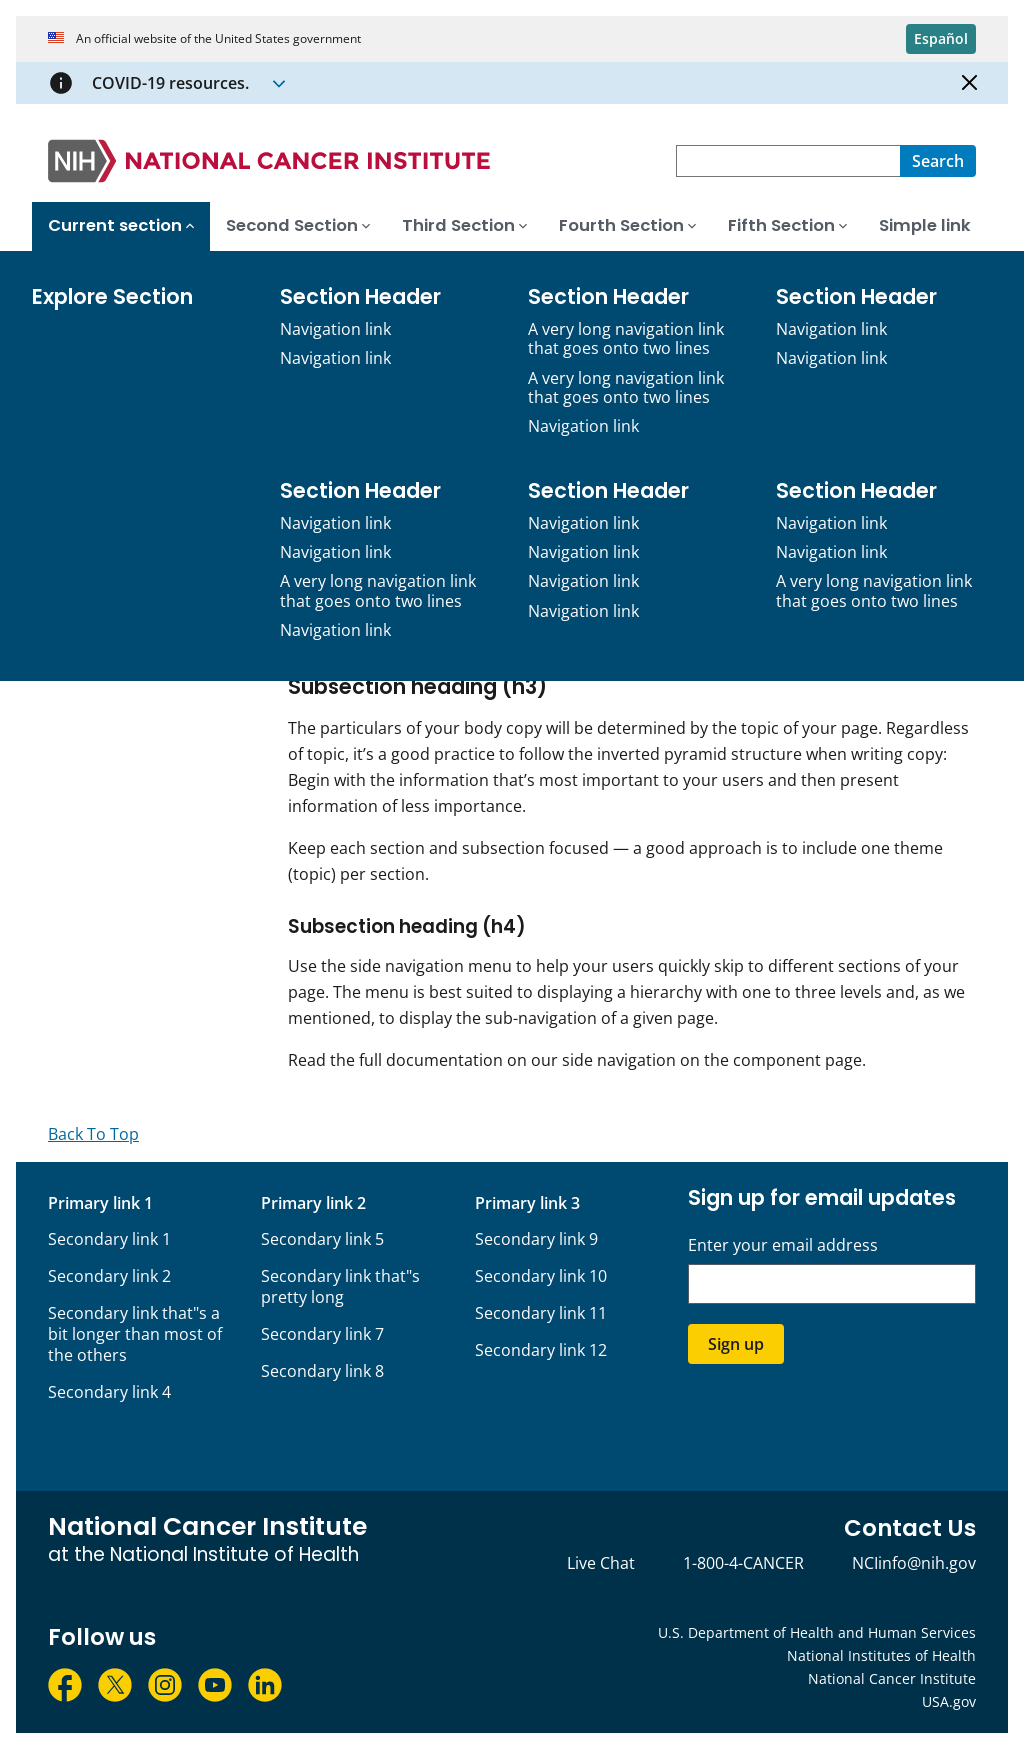 An official website of the United States government
Español
COVID-19 resources.
NIH NATIONAL CANCER INSTITUTE
Search
Current section
Second Section
Third Section
Fourth Section
Fifth Section
Simple link
Explore Section
Section Header
Navigation link
Navigation link
Section Header
A very long navigation link
that goes onto two lines
A very long navigation link
that goes onto two lines
Navigation link
Section Header
Navigation link
Navigation link
Section Header
Navigation link
Navigation link
A very long navigation link
that goes onto two lines
Navigation link
Section Header
Navigation link
Navigation link
Navigation link
Navigation link
Section Header
Navigation link
Navigation link
A very long navigation link
that goes onto two lines
Subsection heading (h3)
The particulars of your body copy will be determined by the topic of your page. Regardless
of topic, it’s a good practice to follow the inverted pyramid structure when writing copy:
Begin with the information that’s most important to your users and then present
information of less importance.
Keep each section and subsection focused — a good approach is to include one theme
(topic) per section.
Subsection heading (h4)
Use the side navigation menu to help your users quickly skip to different sections of your
page. The menu is best suited to displaying a hierarchy with one to three levels and, as we
mentioned, to display the sub-navigation of a given page.
Read the full documentation on our side navigation on the component page.
Back To Top
Primary link 1
Secondary link 1
Secondary link 2
Secondary link that"s a
bit longer than most of
the others
Secondary link 4
Primary link 2
Secondary link 5
Secondary link that"s
pretty long
Secondary link 7
Secondary link 8
Primary link 3
Secondary link 9
Secondary link 10
Secondary link 11
Secondary link 12
Sign up for email updates
Enter your email address
Sign up
National Cancer Institute
at the National Institute of Health
Contact Us
Live Chat
1-800-4-CANCER
NCIinfo@nih.gov
Follow us
U.S. Department of Health and Human Services
National Institutes of Health
National Cancer Institute
USA.gov